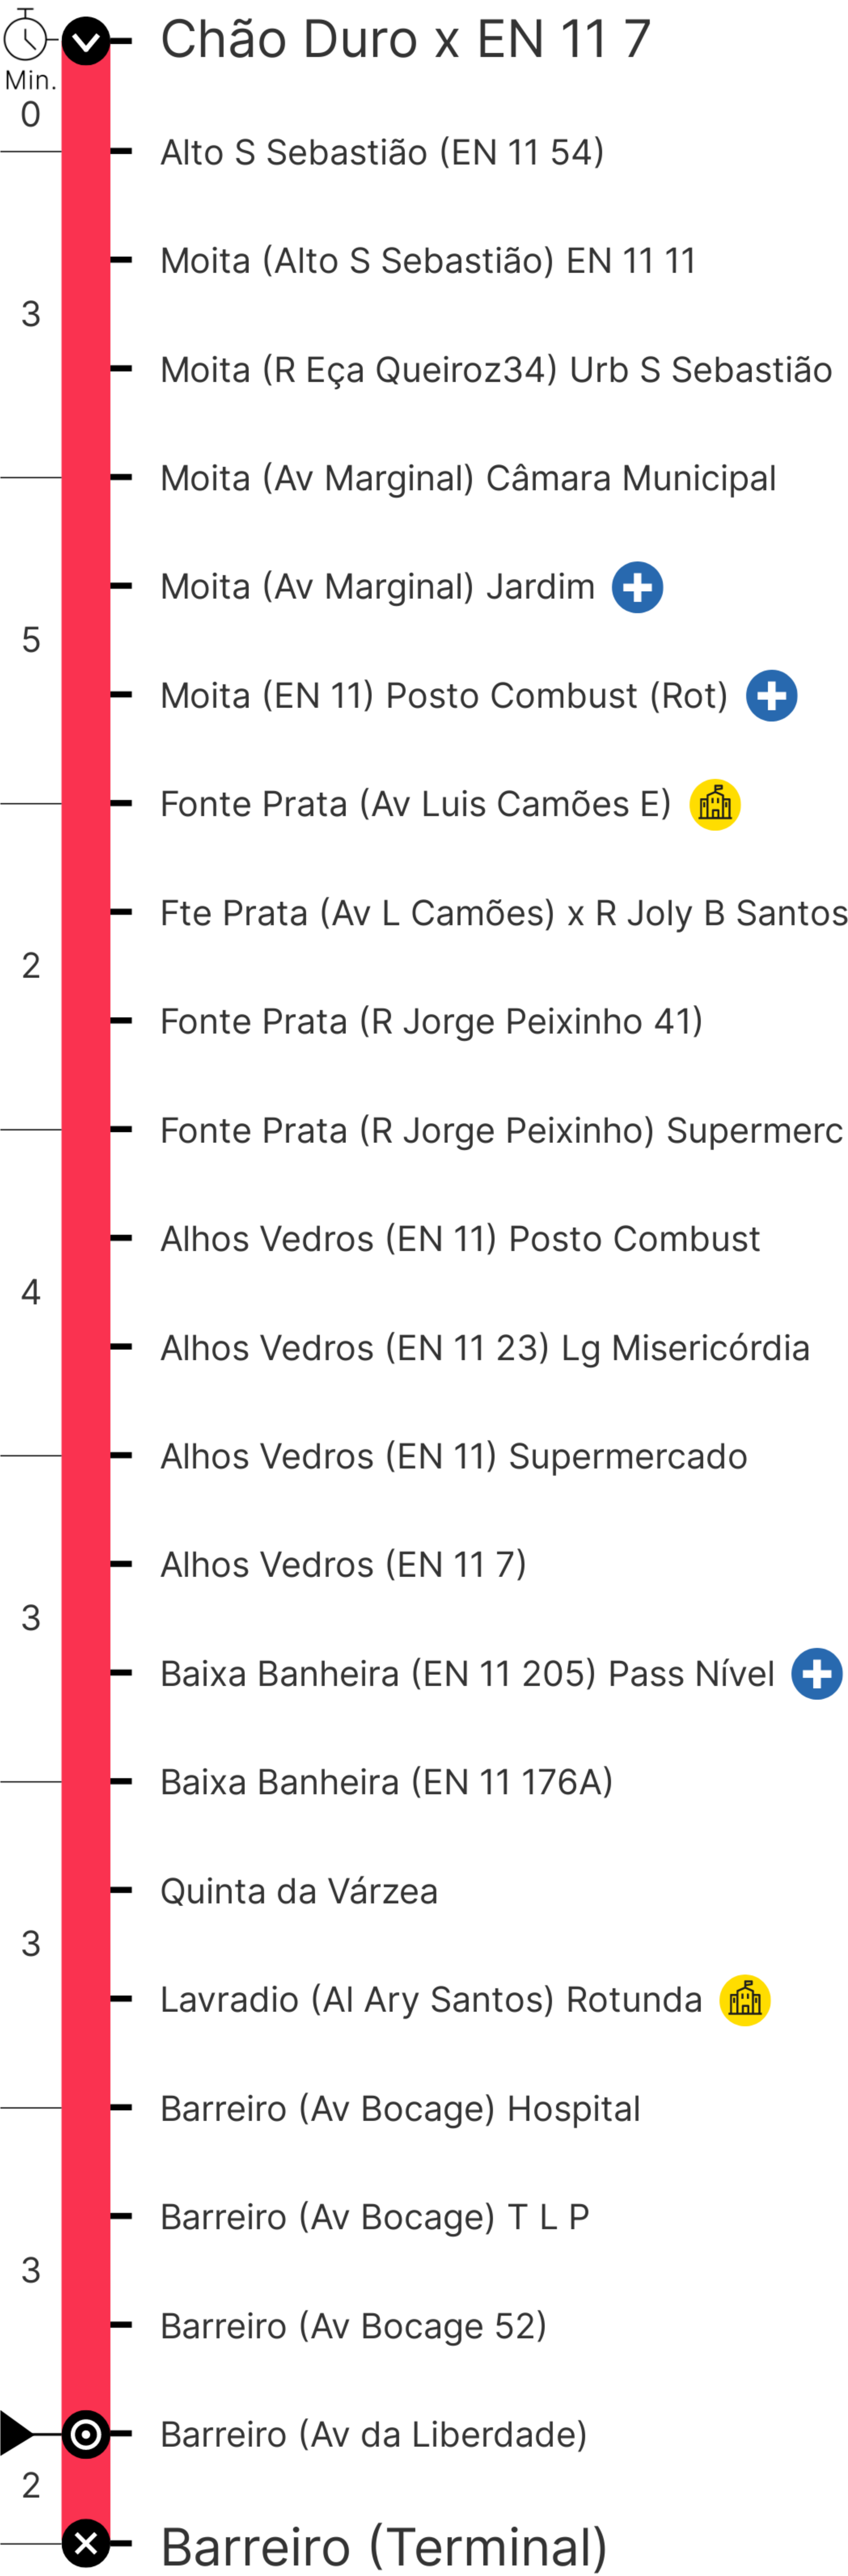 Chão Duro x EN 11 7
Min.
0
Alto S Sebastião (EN 11 54)
Moita (Alto S Sebastião) EN 11 11
3
Moita (R Eça Queiroz34) Urb S Sebastião
Moita (Av Marginal) Câmara Municipal
Moita (Av Marginal) Jardim
5
Moita (EN 11) Posto Combust (Rot)
Fonte Prata (Av Luis Camões E)
Fte Prata (Av L Camões) x R Joly B Santos
2
Fonte Prata (R Jorge Peixinho 41)
Fonte Prata (R Jorge Peixinho) Supermerc
Alhos Vedros (EN 11) Posto Combust
4
Alhos Vedros (EN 11 23) Lg Misericórdia
Alhos Vedros (EN 11) Supermercado
Alhos Vedros (EN 11 7)
3
Baixa Banheira (EN 11 205) Pass Nível
Baixa Banheira (EN 11 176A)
Quinta da Várzea
3
Lavradio (Al Ary Santos) Rotunda
Barreiro (Av Bocage) Hospital
Barreiro (Av Bocage) T L P
3
Barreiro (Av Bocage 52)
Barreiro (Av da Liberdade)
2
Barreiro (Terminal)